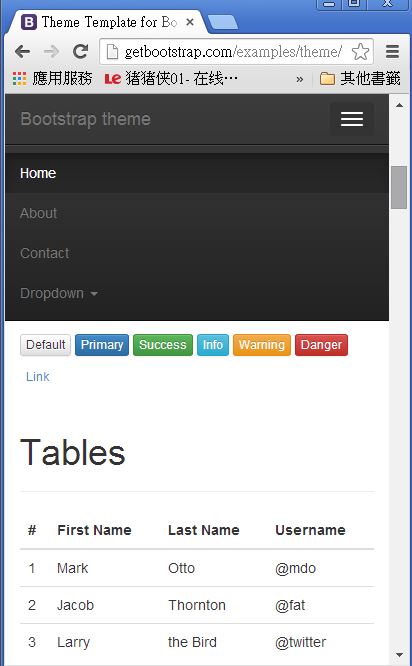 Theme Template for Bo
getbootstrap.com/examples/theme/
應用服務 Le 猪猪侠01- 在线… » 其他書籤
Bootstrap theme
Home
About
Contact
Dropdown
Default Primary Success Info Warning Danger
Link
Tables
# First Name Last Name Username
1 Mark Otto @mdo
2 Jacob Thornton @fat
3 Larry the Bird @twitter